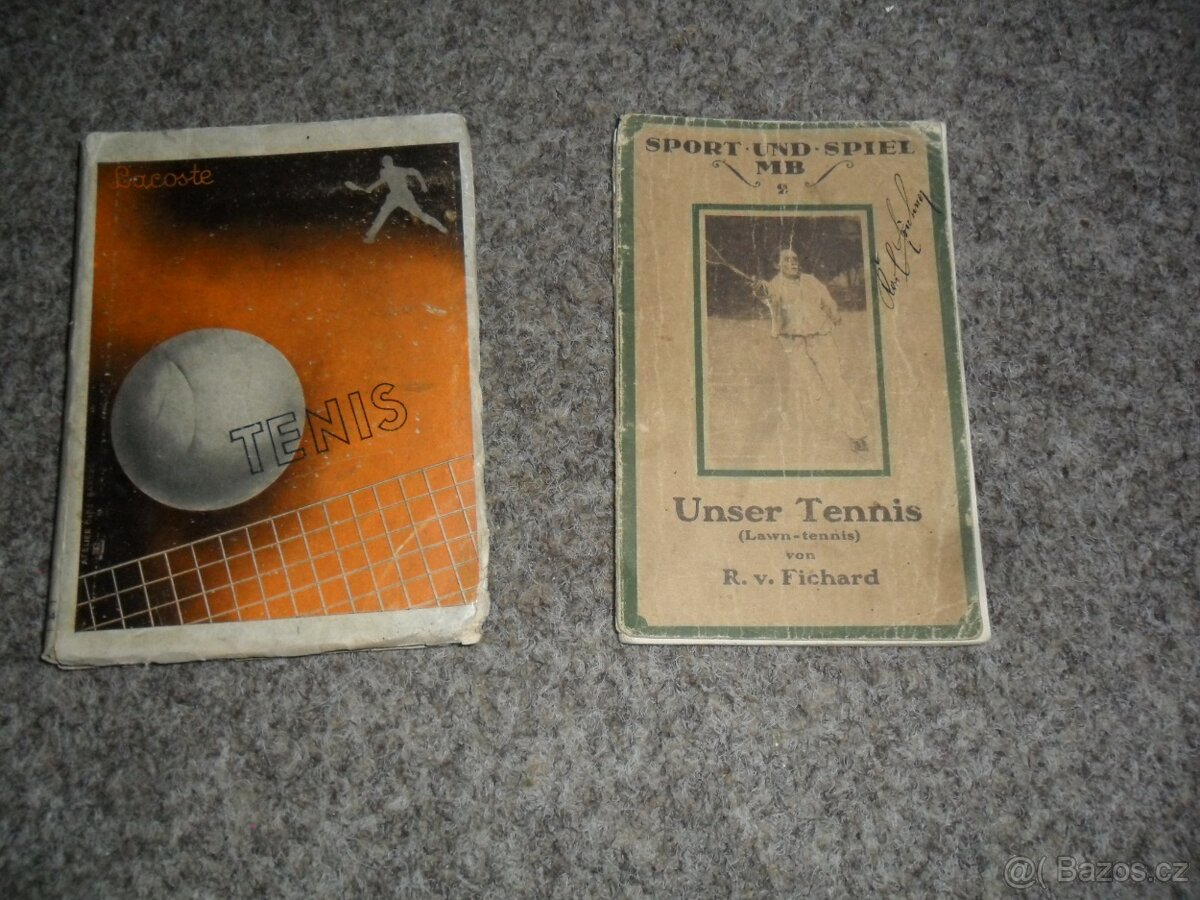 Lacoste
TENIS
SPORT·UND·SPIEL
MB
2
Unser Tennis
(Lawn-tennis)
von
R. v. Fichard
@( Bazos.cz